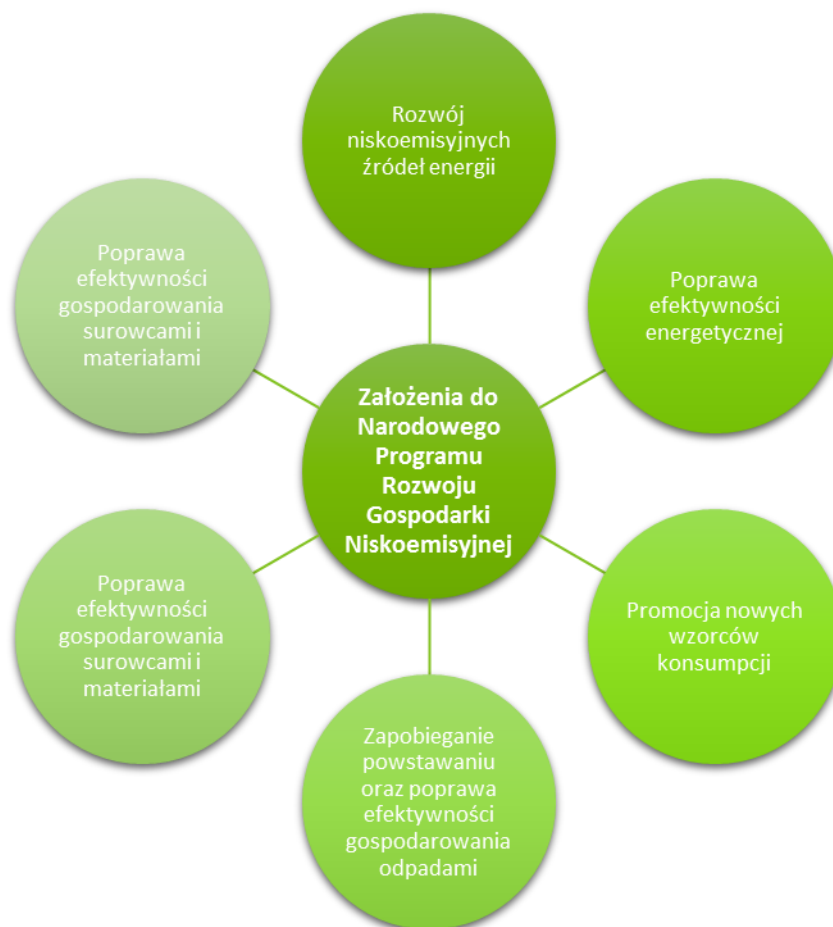 Rozwój
niskoemisyjnych
źródeł energii
Poprawa
efektywności
energetycznej
Promocja nowych
wzorców
konsumpcji
Zapobieganie
powstawaniu
oraz poprawa
efektywności
gospodarowania
odpadami
Poprawa
efektywności
gospodarowania
surowcami i
materiałami
Poprawa
efektywności
gospodarowania
surowcami i
materiałami
Założenia do
Narodowego
Programu
Rozwoju
Gospodarki
Niskoemisyjnej